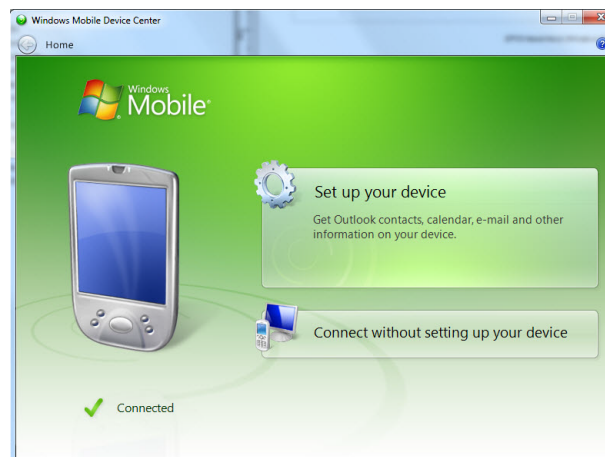 Windows Mobile Device Center
Home
Windows
Mobile
Set up your device
Get Outlook contacts, calendar, e-mail and other
information on your device.
Connect without setting up your device
Connected